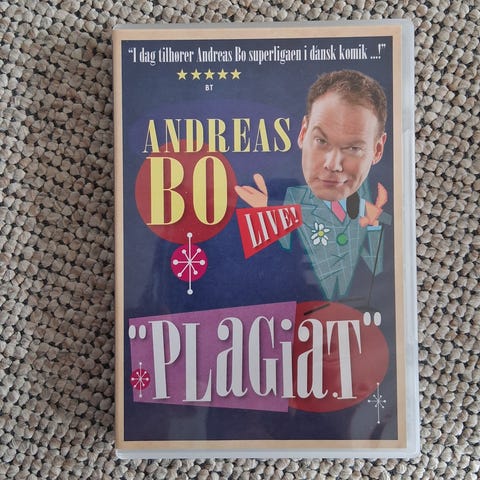 "I dag tilhører Andreas Bo superligaen i dansk komik ...!"
BT
ANDREAS
BO
LIVE!
"PLAGiAT"